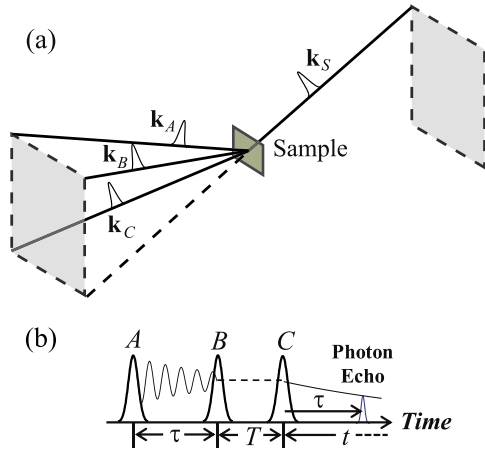 (a)
k_S
k_A
k_B
k_C
Sample
(b)
A B C
Photon
Echo
τ
Time
τ T t